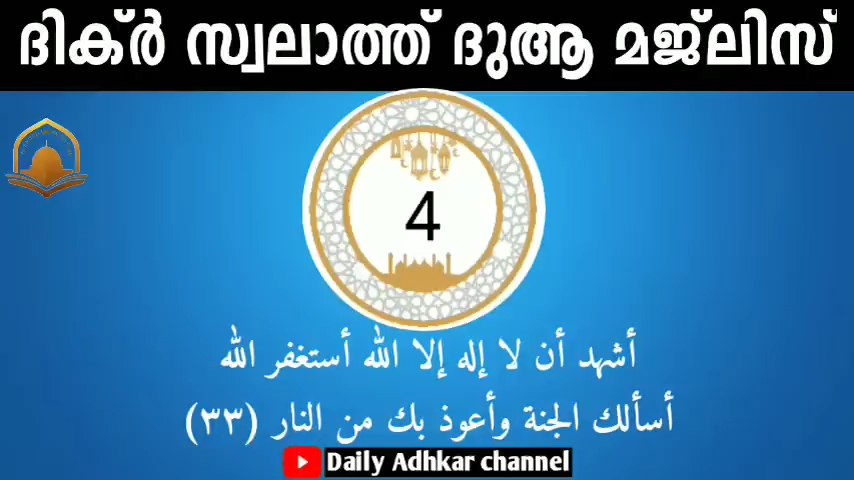 ദിക്ർ സ്വലാത്ത് ദുആ മജ്ലിസ്
4
أشهد أن لا إله إلا الله أستغفر الله
أسألك الجنة وأعوذ بك من النار (٣٣)
Daily Adhkar channel